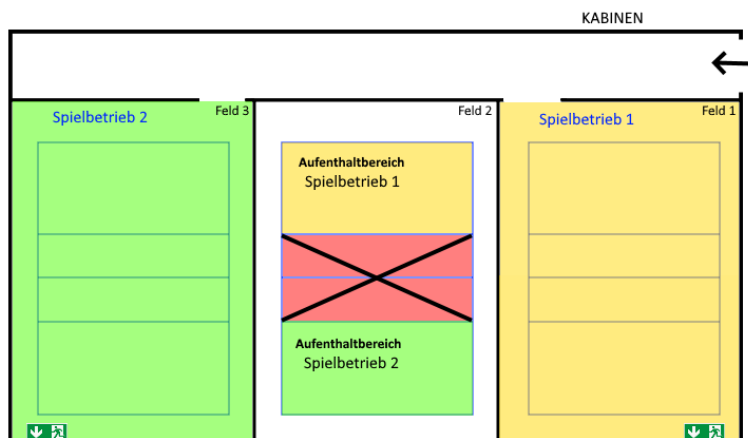 KABINEN
Spielbetrieb 2
Feld 3
Feld 2
Spielbetrieb 1
Feld 1
Aufenthaltbereich
Spielbetrieb 1
Aufenthaltbereich
Spielbetrieb 2